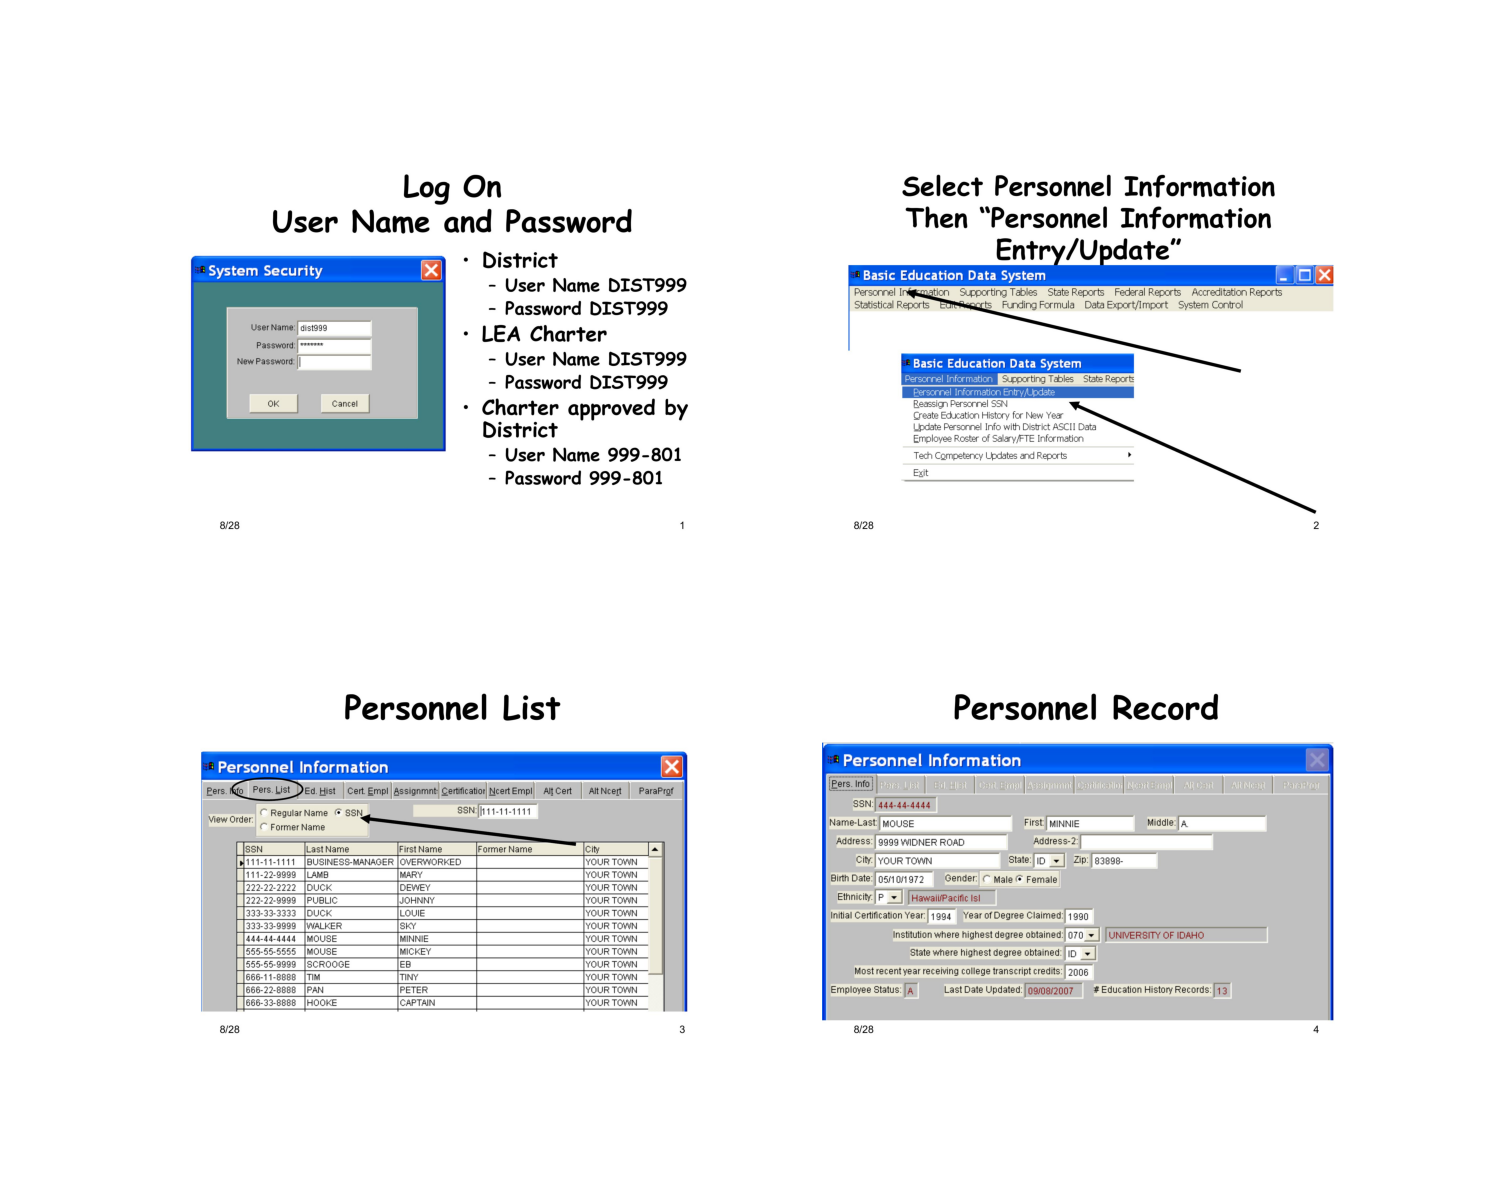 Log On
User Name and Password
System Security
User Name: dist999
Password: *******
New Password:
OK Cancel
• District
– User Name DIST999
– Password DIST999
• LEA Charter
– User Name DIST999
– Password DIST999
• Charter approved by
District
– User Name 999-801
– Password 999-801
8/28 1
Select Personnel Information
Then “Personnel Information
Entry/Update”
Basic Education Data System
Personnel Information Supporting Tables State Reports Federal Reports Accreditation Reports
Statistical Reports Edit Reports Funding Formula Data Export/Import System Control
Basic Education Data System
Personnel Information Supporting Tables State Reports
Personnel Information Entry/Update
Reassign Personnel SSN
Create Education History for New Year
Update Personnel Info with District ASCII Data
Employee Roster of Salary/FTE Information
Tech Competency Updates and Reports
Exit
8/28 2
Personnel List
Personnel Information
Pers. Info Pers. List Ed. Hist Cert. Empl Assignmnt Certification Ncert Empl Alt Cert Alt Ncert ParaProf
View Order: Regular Name SSN SSN: 111-11-1111
Former Name
SSN Last Name First Name Former Name City
111-11-1111 BUSINESS-MANAGER OVERWORKED YOUR TOWN
111-22-9999 LAMB MARY YOUR TOWN
222-22-2222 DUCK DEWEY YOUR TOWN
222-22-9999 PUBLIC JOHNNY YOUR TOWN
333-33-3333 DUCK LOUIE YOUR TOWN
333-33-9999 WALKER SKY YOUR TOWN
444-44-4444 MOUSE MINNIE YOUR TOWN
555-55-5555 MOUSE MICKEY YOUR TOWN
555-55-9999 SCROOGE EB YOUR TOWN
666-11-8888 TIM TINY YOUR TOWN
666-22-8888 PAN PETER YOUR TOWN
666-33-8888 HOOKE CAPTAIN YOUR TOWN
8/28 3
Personnel Record
Personnel Information
Pers. Info Pers. List Ed. Hist Cert. Empl Assignmnt Certification Ncert Empl Alt Cert Alt Ncert ParaProf
SSN: 444-44-4444
Name-Last: MOUSE First: MINNIE Middle: A.
Address: 9999 WIDNER ROAD Address-2:
City: YOUR TOWN State: ID Zip: 83898-
Birth Date: 05/10/1972 Gender: Male Female
Ethnicity: P Hawaii/Pacific Isl
Initial Certification Year: 1994 Year of Degree Claimed: 1990
Institution where highest degree obtained: 070 UNIVERSITY OF IDAHO
State where highest degree obtained: ID
Most recent year receiving college transcript credits: 2006
Employee Status: A Last Date Updated: 09/08/2007 # Education History Records: 13
8/28 4